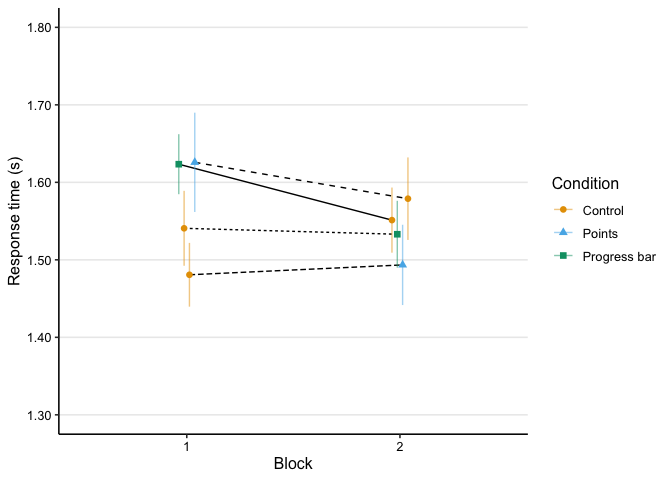 1.80
1.70
1.60
1.50
1.40
1.30
Response time (s)
1
2
Block
Condition
Control
Points
Progress bar